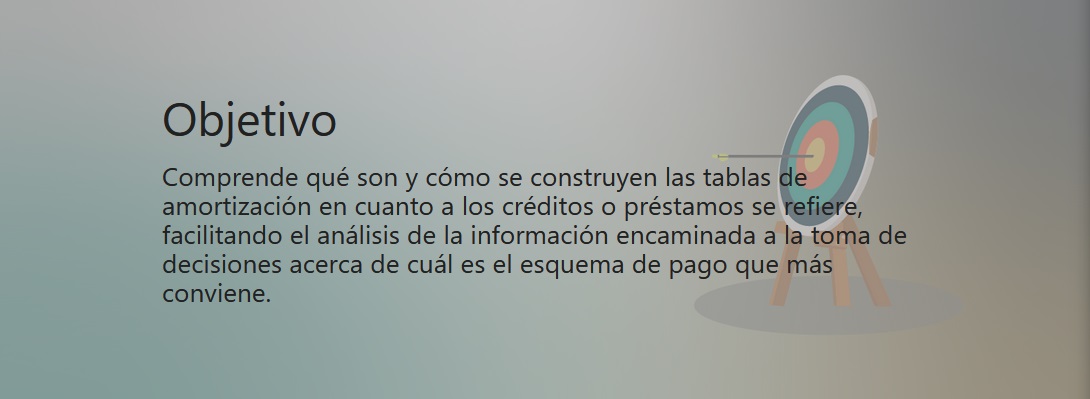 Objetivo
Comprende qué son y cómo se construyen las tablas de
amortización en cuanto a los créditos o préstamos se refiere,
facilitando el análisis de la información encaminada a la toma de
decisiones acerca de cuál es el esquema de pago que más
conviene.